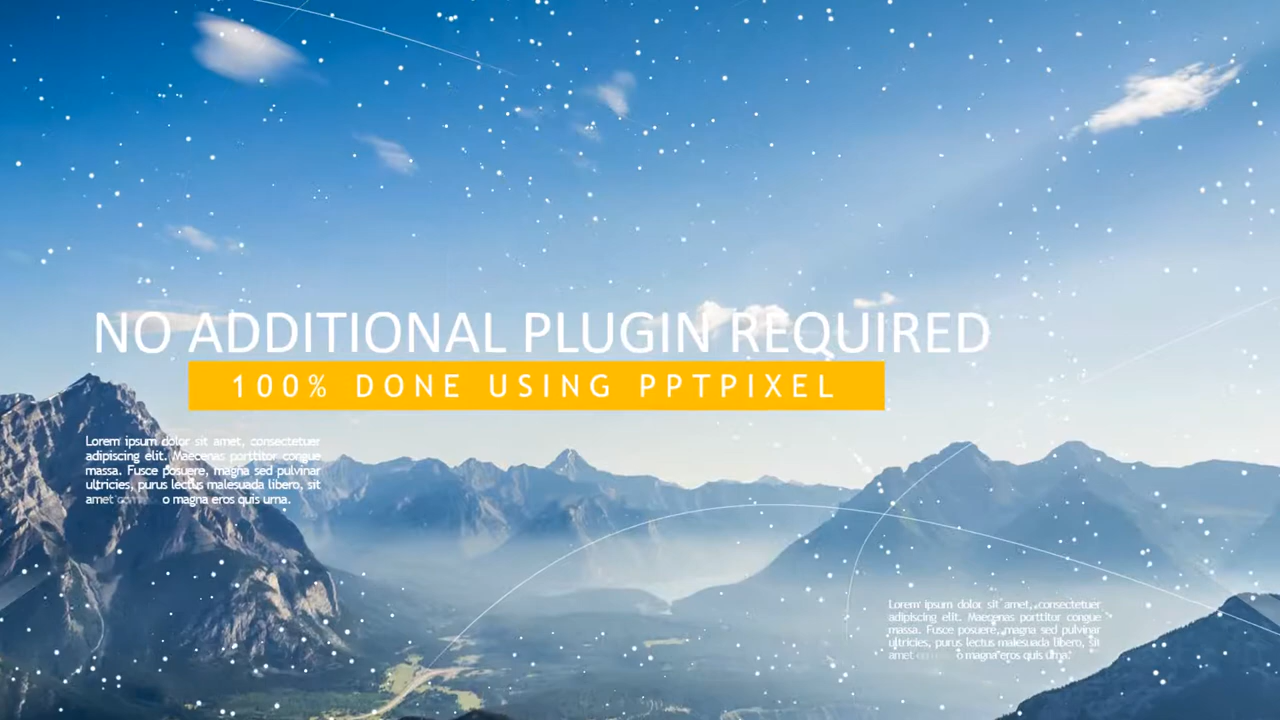 NO ADDITIONAL PLUGIN REQUIRED
100% DONE USING PPTPIXEL
Lorem ipsum dolor sit amet, consectetuer
adipiscing elit. Maecenas porttitor congue
massa. Fusce posuere, magna sed pulvinar
ultricies, purus lectus malesuada libero, sit
amet o magna eros quis urna.
Lorem ipsum dolor sit amet, consectetuer
adipiscing elit. Maecenas porttitor congue
massa. Fusce posuere, magna sed pulvinar
ultricies, purus lectus malesuada libero, sit
amet o magna eros quis urna.